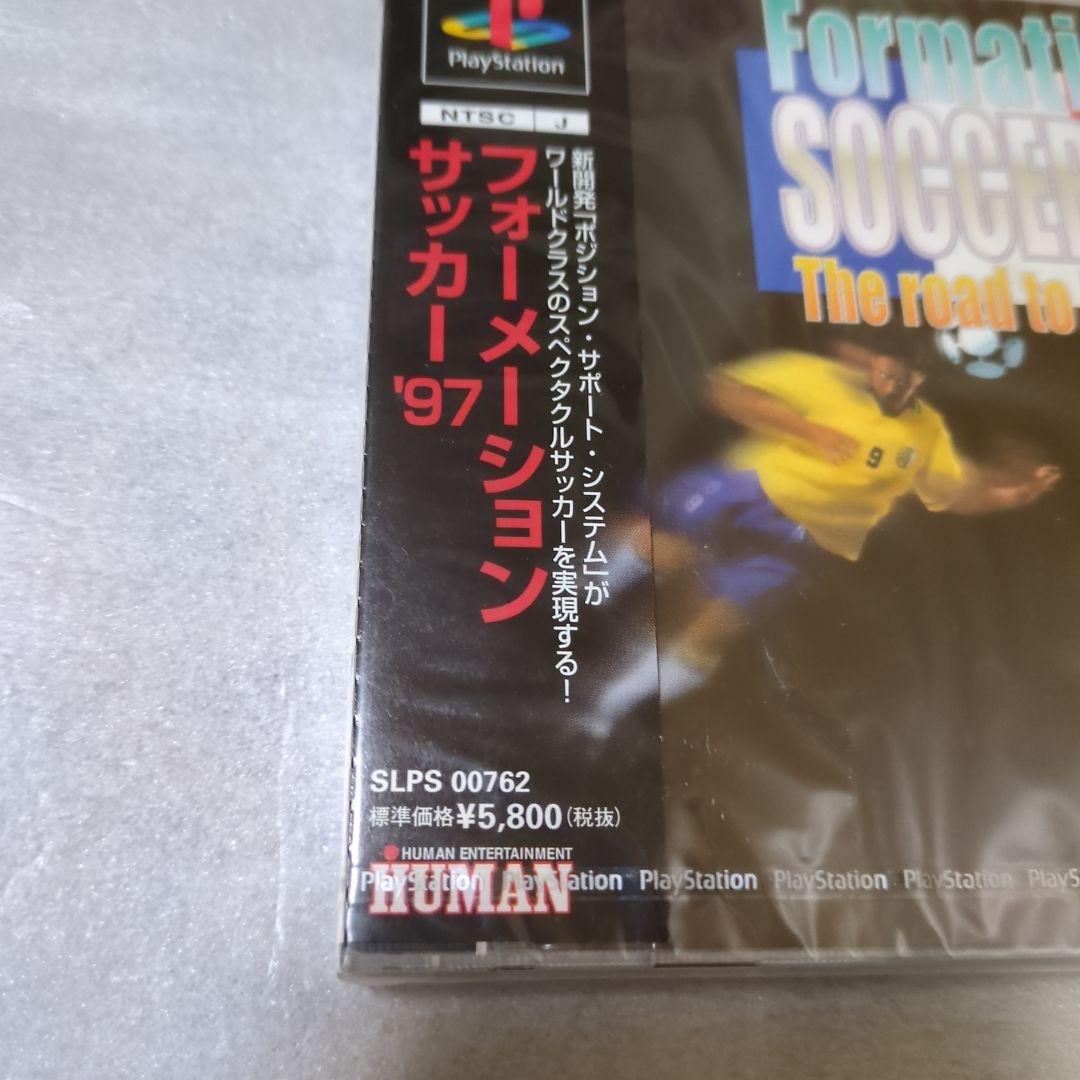 PlayStation
NTSC J
フォーメーション
サッカー'97
新開発「ポジション・サポート・システム」が
ワールドクラスのスペクタクルサッカーを実現する!
Formati
SOCCER
The road to
9
SLPS 00762
標準価格¥5,800(税抜)
HUMAN ENTERTAINMENT
HUMAN
PlayStation PlayStation PlayStation PlayStation PlayStation PlayS